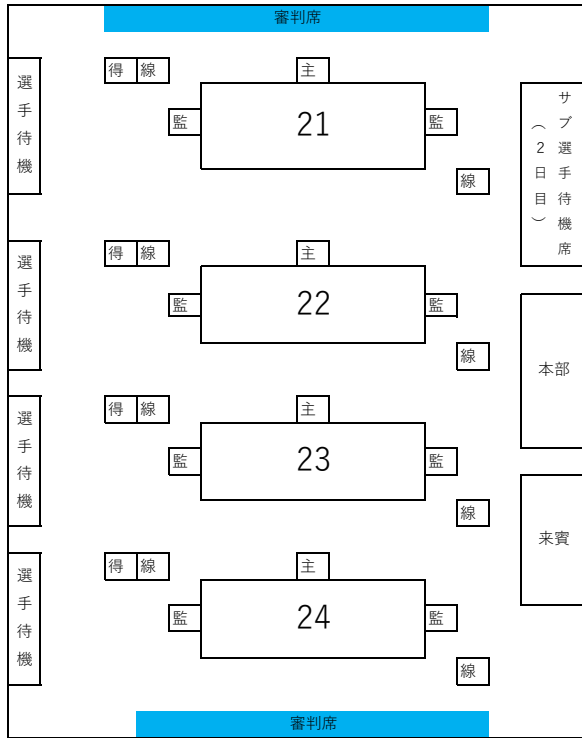 審判席
選手待機
得 線
主
監
21
監
線
サブ選手待機席
（2日目）
選手待機
得 線
主
監
22
監
線
本部
選手待機
得 線
主
監
23
監
線
来賓
選手待機
得 線
主
監
24
監
線
審判席